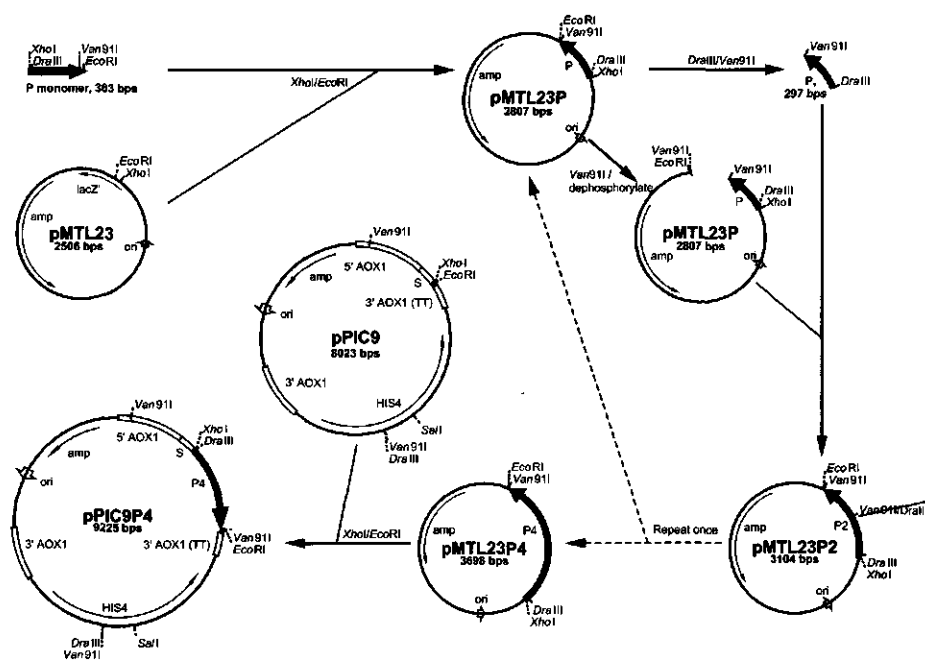 XhoI
DraIII
Van91I
EcoRI
P monomer, 363 bps
XhoI/EcoRI
EcoRI
Van91I
P
DraIII
XhoI
amp
pMTL23P
2807 bps
ori
DraIII/Van91I
Van91I
DraIII
P,
297 bps
EcoRI
XhoI
lacZ'
amp
pMTL23
2506 bps
ori
Van91I /
dephosphorylate
Van91I
EcoRI
Van91I
P
DraIII
XhoI
pMTL23P
2807 bps
amp
ori
Van91I
XhoI
EcoRI
5' AOX1
S
amp
3' AOX1 (TT)
ori
pPIC9
8023 bps
3' AOX1
HIS4
SalI
Van91I
DraIII
Van91I
XhoI
DraIII
5' AOX1
S
amp
ori
P4
pPIC9P4
9225 bps
3' AOX1
3' AOX1 (TT)
Van91I
EcoRI
HIS4
DraIII
Van91I
SalI
XhoI/EcoRI
EcoRI
Van91I
amp
P4
pMTL23P4
3698 bps
ori
DraIII
XhoI
Repeat once
EcoRI
Van91I
Van91I/DraIII
amp
P2
pMTL23P2
3104 bps
DraIII
XhoI
ori